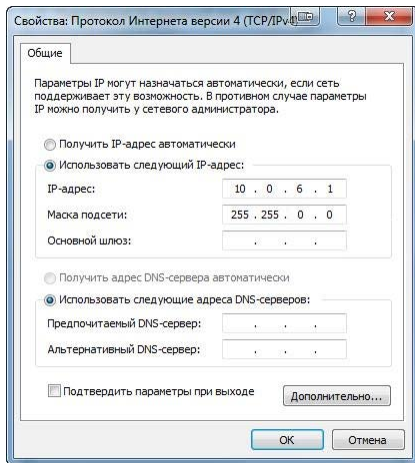 Свойства: Протокол Интернета версии 4 (TCP/IPv4)
Общие
Параметры IP могут назначаться автоматически, если сеть
поддерживает эту возможность. В противном случае параметры
IP можно получить у сетевого администратора.
Получить IP-адрес автоматически
Использовать следующий IP-адрес:
IP-адрес: 10 . 0 . 6 . 1
Маска подсети: 255 . 255 . 0 . 0
Основной шлюз: . . .
Получить адрес DNS-сервера автоматически
Использовать следующие адреса DNS-серверов:
Предпочитаемый DNS-сервер: . . .
Альтернативный DNS-сервер: . . .
Подтвердить параметры при выходе
Дополнительно...
ОК Отмена